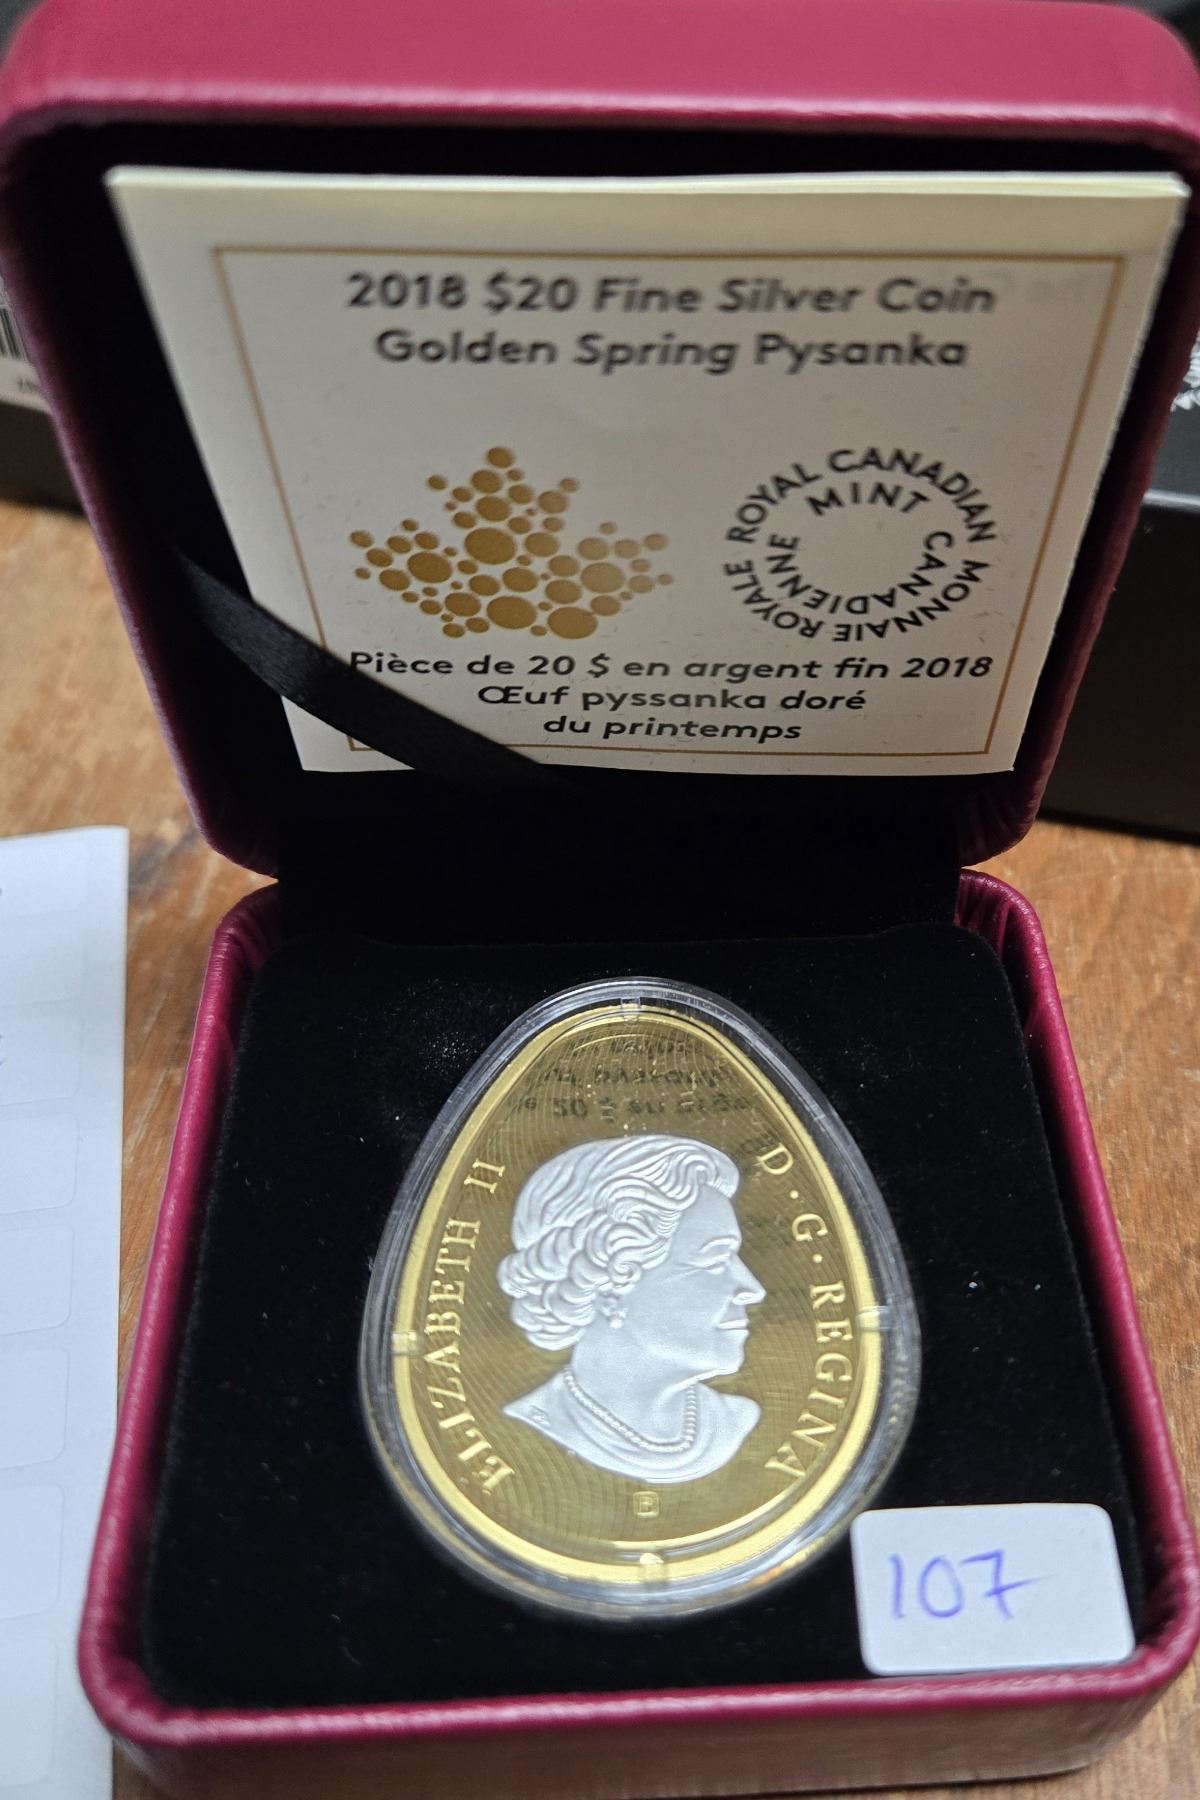 2018 $20 Fine Silver Coin
Golden Spring Pysanka
ROYAL CANADIAN MINT
MONNAIE ROYALE CANADIENNE
Pièce de 20 $ en argent fin 2018
Œuf pyssanka doré
du printemps
ELIZABETH II
D·G·REGINA
B
107